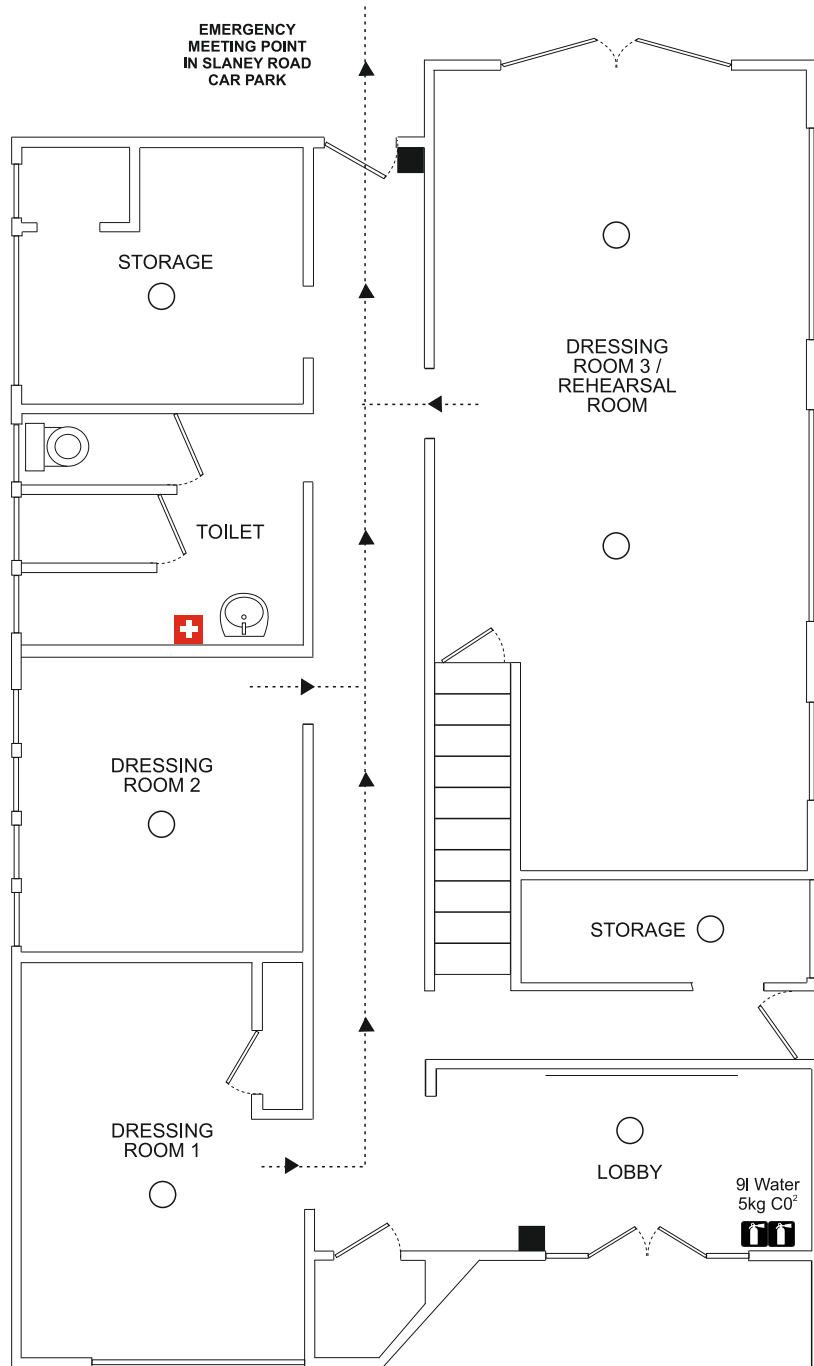 EMERGENCY
MEETING POINT
IN SLANEY ROAD
CAR PARK
STORAGE
DRESSING
ROOM 3 /
REHEARSAL
ROOM
TOILET
DRESSING
ROOM 2
STORAGE
DRESSING
ROOM 1
LOBBY
9l Water
5kg C0²